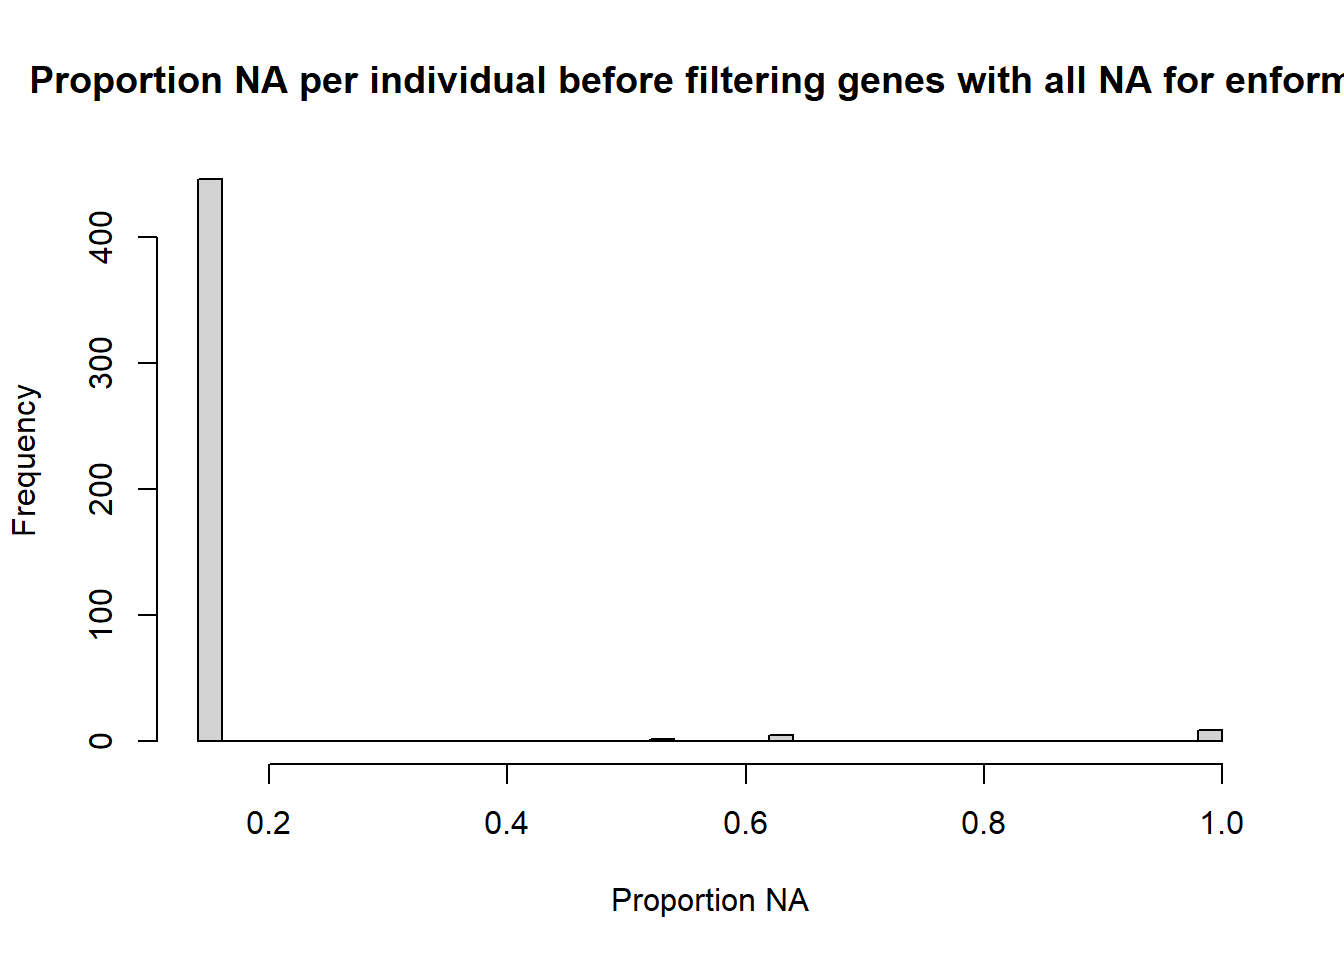 Proportion NA per individual before filtering genes with all NA for enform
400
300
200
100
0
Frequency
0.2 0.4 0.6 0.8 1.0
Proportion NA